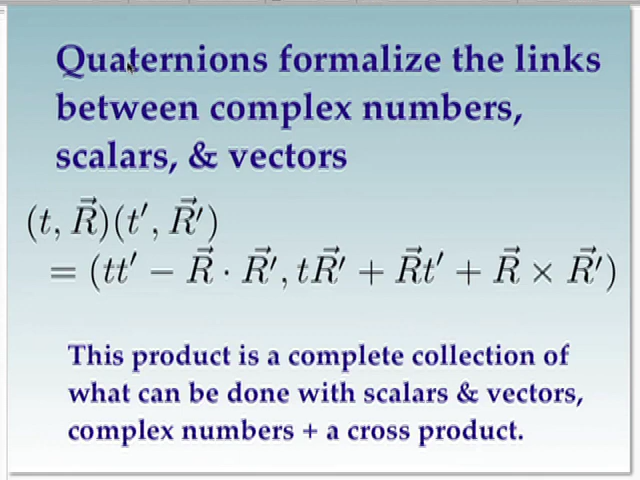 Quaternions formalize the links
between complex numbers,
scalars, & vectors
(t, R⃗)(t′, R⃗′)
= (tt′ − R⃗ · R⃗′, tR⃗′ + R⃗t′ + R⃗ × R⃗′)
This product is a complete collection of
what can be done with scalars & vectors,
complex numbers + a cross product.